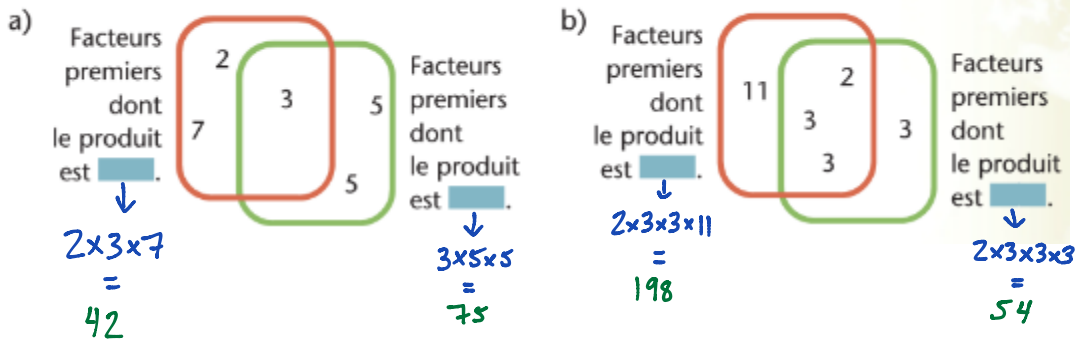 a)
Facteurs
premiers
dont
le produit
est .
2
3
7
5
5
Facteurs
premiers
dont
le produit
est .
2×3×7
=
42
3×5×5
=
75
b)
Facteurs
premiers
dont
le produit
est .
11
2
3
3
3
Facteurs
premiers
dont
le produit
est .
2×3×3×11
=
198
2×3×3×3
=
54